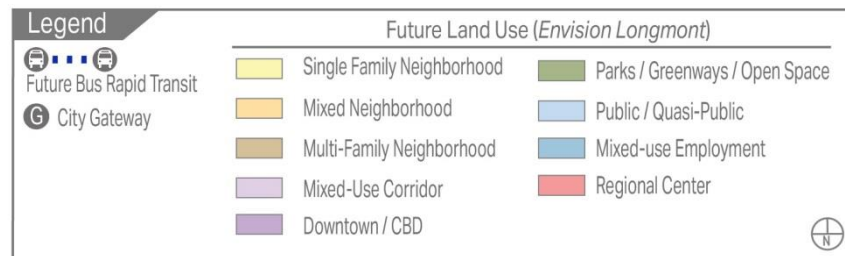 Legend
Future Bus Rapid Transit
G City Gateway
Future Land Use (Envision Longmont)
Single Family Neighborhood
Mixed Neighborhood
Multi-Family Neighborhood
Mixed-Use Corridor
Downtown / CBD
Parks / Greenways / Open Space
Public / Quasi-Public
Mixed-use Employment
Regional Center
N